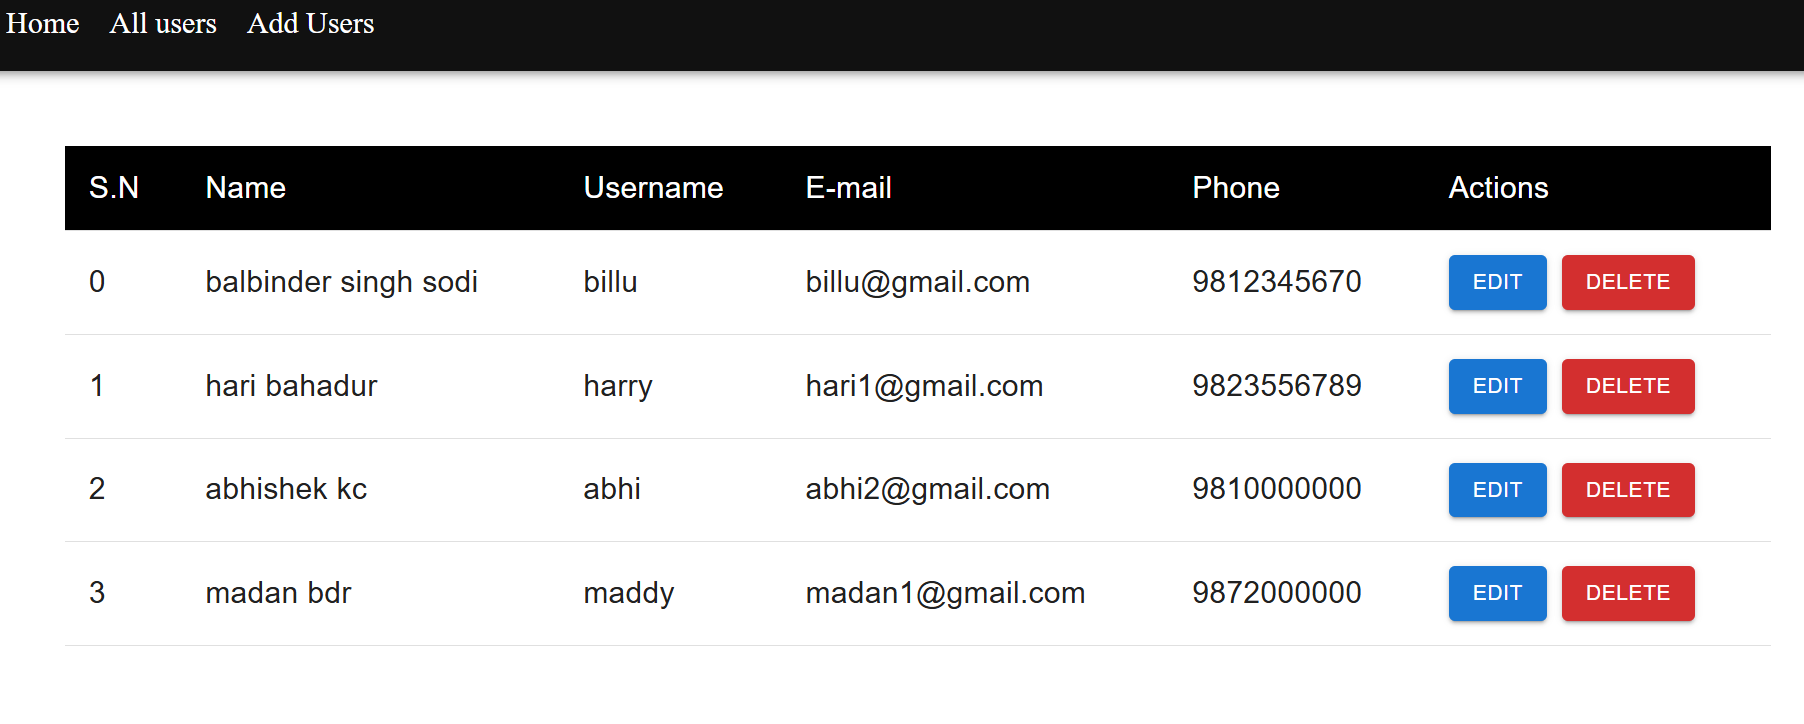 Home All users Add Users
S.N Name Username E-mail Phone Actions
0 balbinder singh sodi billu billu@gmail.com 9812345670 EDIT DELETE
1 hari bahadur harry hari1@gmail.com 9823556789 EDIT DELETE
2 abhishek kc abhi abhi2@gmail.com 9810000000 EDIT DELETE
3 madan bdr maddy madan1@gmail.com 9872000000 EDIT DELETE